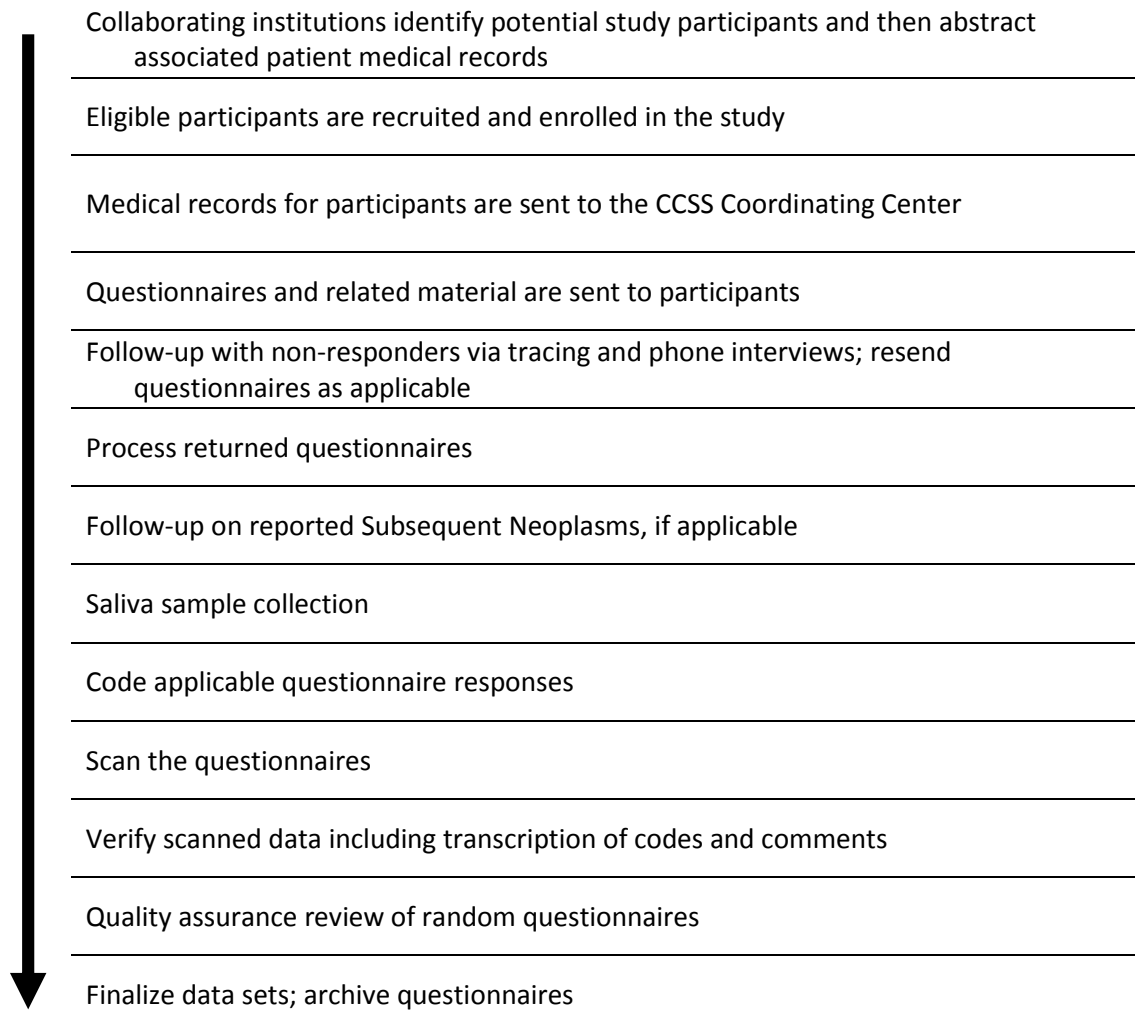 Collaborating institutions identify potential study participants and then abstract
associated patient medical records
Eligible participants are recruited and enrolled in the study
Medical records for participants are sent to the CCSS Coordinating Center
Questionnaires and related material are sent to participants
Follow-up with non-responders via tracing and phone interviews; resend
questionnaires as applicable
Process returned questionnaires
Follow-up on reported Subsequent Neoplasms, if applicable
Saliva sample collection
Code applicable questionnaire responses
Scan the questionnaires
Verify scanned data including transcription of codes and comments
Quality assurance review of random questionnaires
Finalize data sets; archive questionnaires